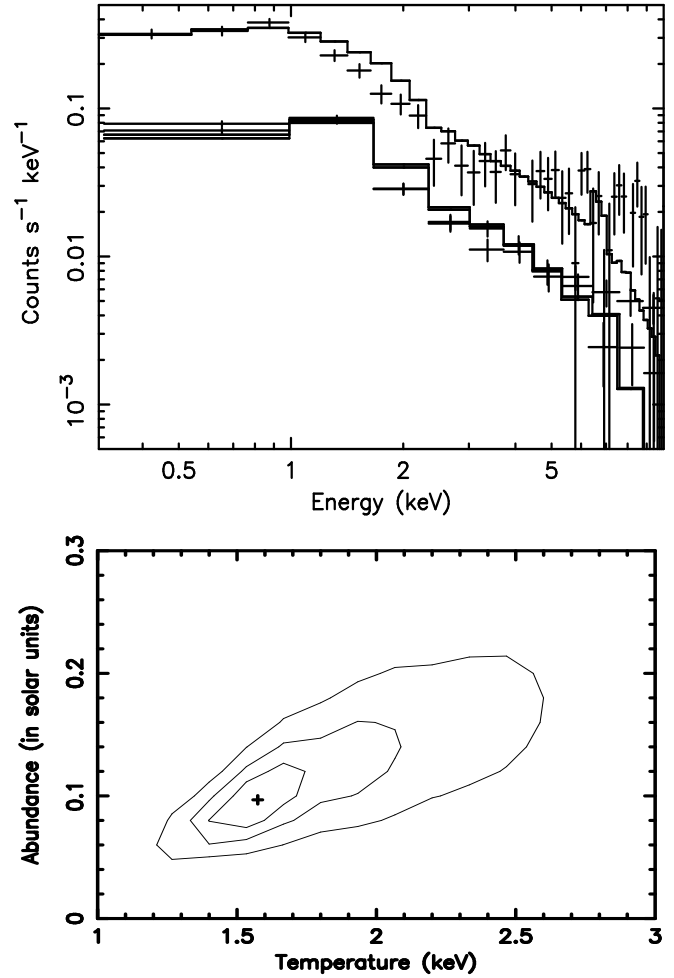 Counts s⁻¹ keV⁻¹
0.1
0.01
10⁻³
0.5 1 2 5
Energy (keV)
Abundance (in solar units)
0.3
0.2
0.1
0
1 1.5 2 2.5 3
Temperature (keV)